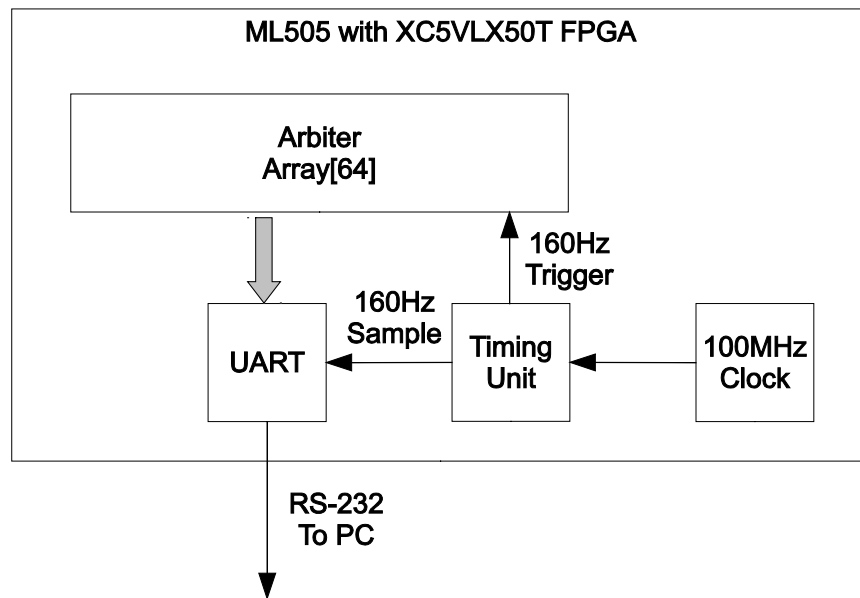 ML505 with XC5VLX50T FPGA
Arbiter
Array[64]
160Hz
Trigger
160Hz
Sample
UART
Timing
Unit
100MHz
Clock
RS-232
To PC